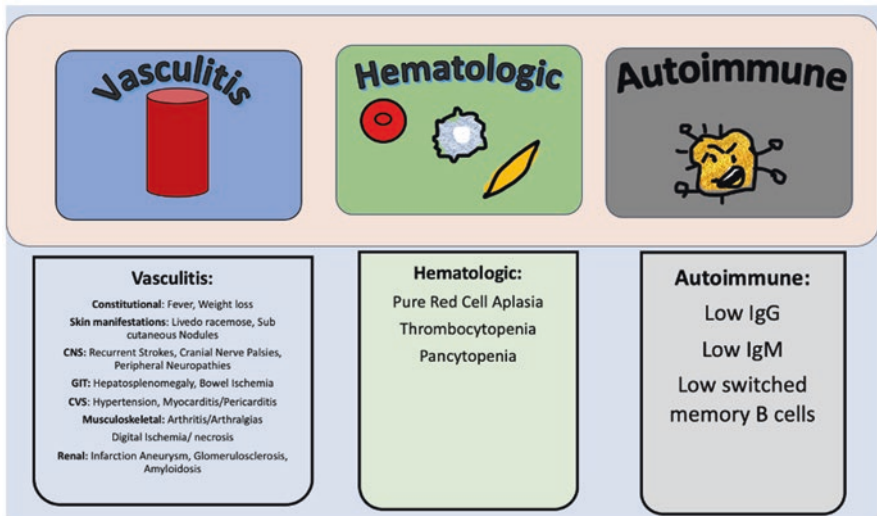 Vasculitis
Hematologic
Autoimmune
Vasculitis:
Constitutional: Fever, Weight loss
Skin manifestations: Livedo racemose, Sub
cutaneous Nodules
CNS: Recurrent Strokes, Cranial Nerve Palsies,
Peripheral Neuropathies
GIT: Hepatosplenomegaly, Bowel Ischemia
CVS: Hypertension, Myocarditis/Pericarditis
Musculoskeletal: Arthritis/Arthralgias
Digital Ischemia/ necrosis
Renal: Infarction Aneurysm, Glomerulosclerosis,
Amyloidosis
Hematologic:
Pure Red Cell Aplasia
Thrombocytopenia
Pancytopenia
Autoimmune:
Low IgG
Low IgM
Low switched
memory B cells